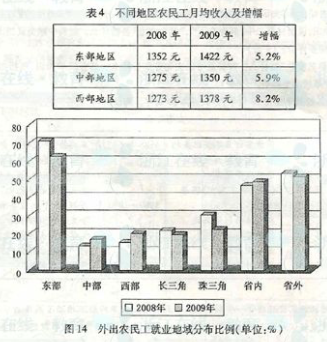 表4 不同地区农民工月均收入及增幅
2008年 2009年 增幅
东部地区 1352元 1422元 5.2%
中部地区 1275元 1350元 5.9%
西部地区 1273元 1378元 8.2%
80
70
60
50
40
30
20
10
0
东部 中部 西部 长三角 珠三角 省内 省外
2008年 2009年
图14 外出农民工就业地域分布比例(单位:%)